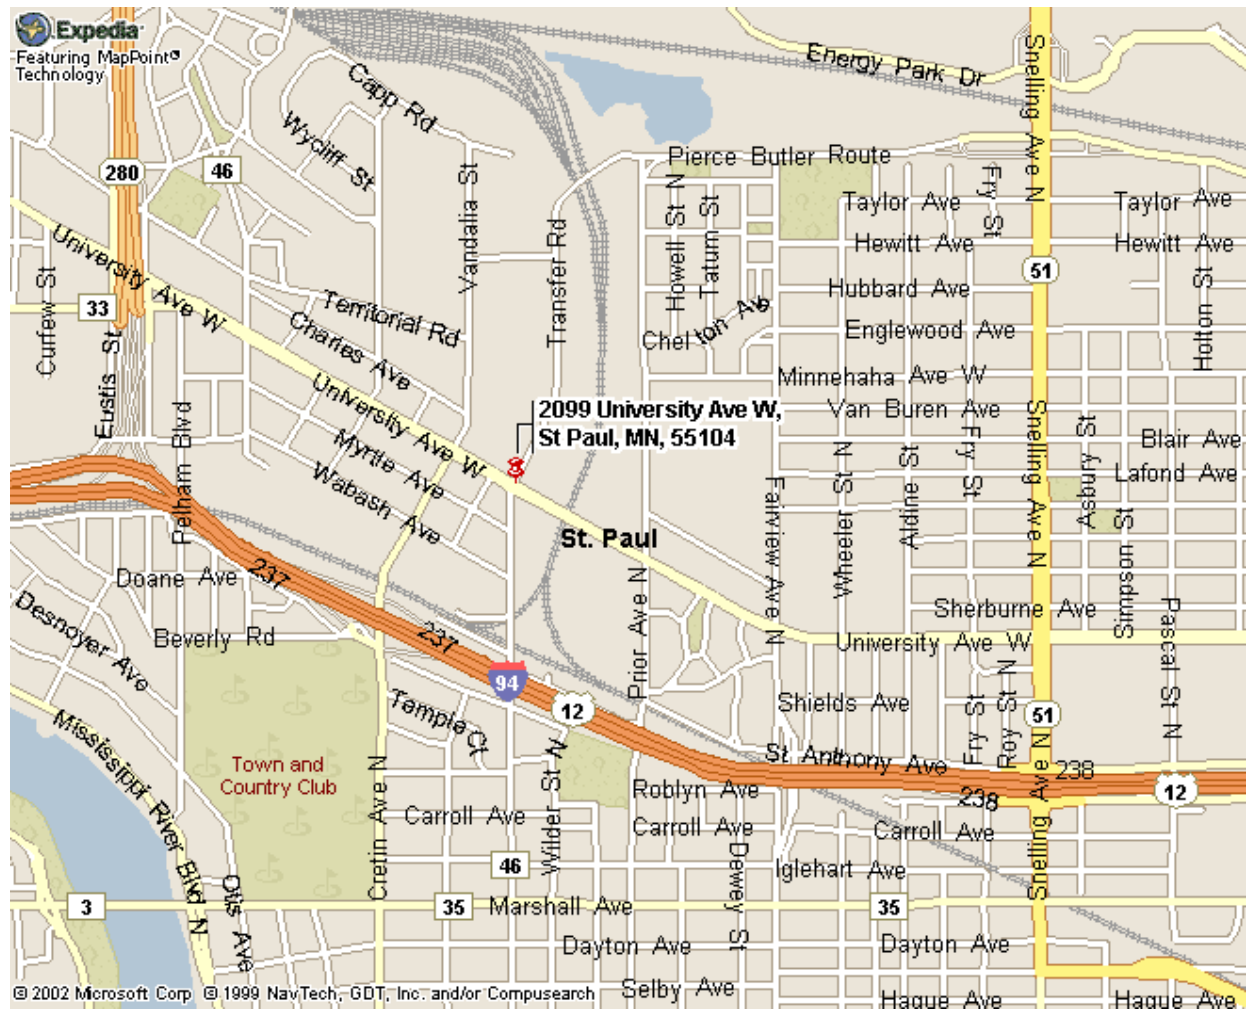 Expedia
Featuring MapPoint®
Technology
Energy Park Dr
Snelling Ave N
Capp Rd
Wycliff St
Pierce Butler Route
280
46
Vandalia St
Transfer Rd
Howell St N
Tatum St
Fry St
Taylor Ave
Taylor Ave
Hewitt Ave
Hewitt Ave
University Ave W
51
Curfew St
33
Territorial Rd
Hubbard Ave
Holton St
Charles Ave
Chelton Ave
Englewood Ave
Eustis St
Minnehaha Ave W
University Ave W
2099 University Ave W,
St Paul, MN, 55104
Van Buren Ave
Pelham Blvd
Myrtle Ave
Wabash Ave
Fry St
Snelling Ave N
Asbury St
Blair Ave
Lafond Ave
Fairview Ave N
Wheeler St N
Aldine St
St. Paul
Simpson St
Doane Ave
237
Prior Ave N
Sherburne Ave
Pascal St N
Desnoyer Ave
Beverly Rd
237
University Ave W
94
12
Temple Ct
Shields Ave
Fry St
Roy St N
51
Mississippi River Blvd N
Town and
Country Club
Cretin Ave N
Wilder St N
St Anthony Ave
238
238
12
Roblyn Ave
Carroll Ave
Carroll Ave
Carroll Ave
Snelling Ave N
46
Dewey St
Iglehart Ave
Otis Ave
3
35
Marshall Ave
35
Dayton Ave
Dayton Ave
© 2002 Microsoft Corp © 1999 NavTech, GDT, Inc. and/or Compusearch
Selby Ave
Hague Ave
Hague Ave